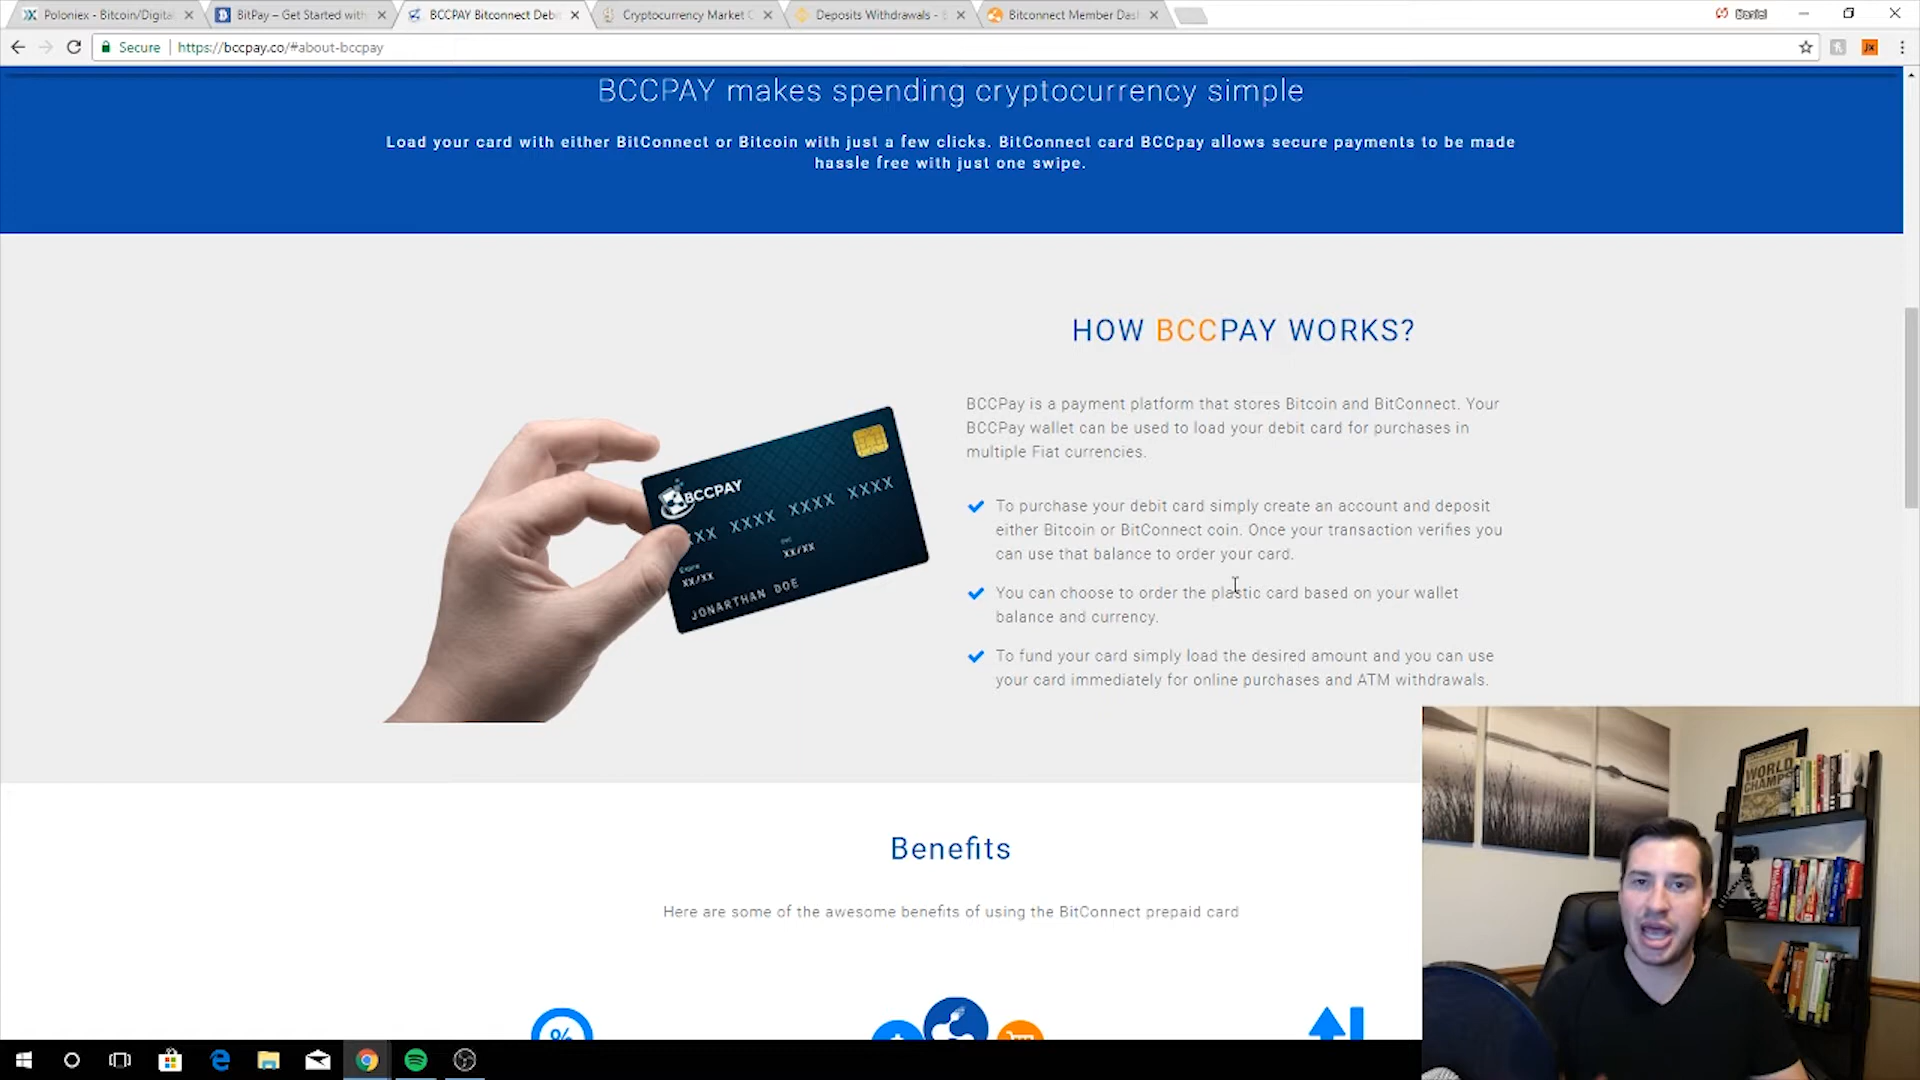 Poloniex - Bitcoin/Digita
BitPay – Get Started with
BCCPAY Bitconnect Deb
Cryptocurrency Market C
Deposits Withdrawals -
Bitconnect Member Das
Daniel
Secure
https://bccpay.co/#about-bccpay
BCCPAY makes spending cryptocurrency simple
Load your card with either BitConnect or Bitcoin with just a few clicks. BitConnect card BCCpay allows secure payments to be made
hassle free with just one swipe.
HOW BCCPAY WORKS?
BCCPay is a payment platform that stores Bitcoin and BitConnect. Your
BCCPay wallet can be used to load your debit card for purchases in
multiple Fiat currencies.
To purchase your debit card simply create an account and deposit
either Bitcoin or BitConnect coin. Once your transaction verifies you
can use that balance to order your card.
You can choose to order the plastic card based on your wallet
balance and currency.
To fund your card simply load the desired amount and you can use
your card immediately for online purchases and ATM withdrawals.
BCCPAY
XXX XXXX XXXX XXXX
XX/XX
Expire
XX/XX
JONARTHAN DOE
WORLD
CHAMPS
Benefits
Here are some of the awesome benefits of using the BitConnect prepaid card
%